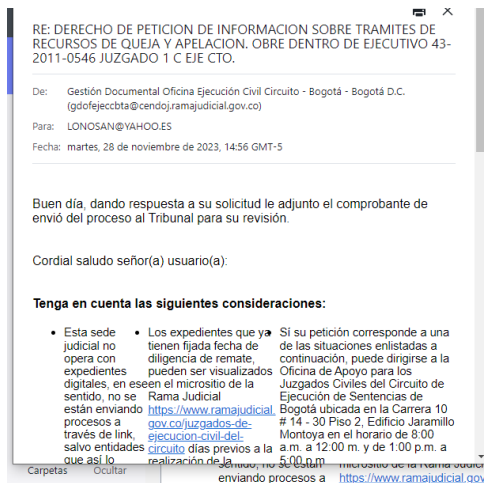 RE: DERECHO DE PETICION DE INFORMACION SOBRE TRAMITES DE
RECURSOS DE QUEJA Y APELACION. OBRE DENTRO DE EJECUTIVO 43-
2011-0546 JUZGADO 1 C EJE CTO.
De: Gestión Documental Oficina Ejecución Civil Circuito - Bogotá - Bogotá D.C.
(gdofejeccbta@cendoj.ramajudicial.gov.co)
Para: LONOSAN@YAHOO.ES
Fecha: martes, 28 de noviembre de 2023, 14:56 GMT-5
Buen día, dando respuesta a su solicitud le adjunto el comprobante de
envió del proceso al Tribunal para su revisión.
Cordial saludo señor(a) usuario(a):
Tenga en cuenta las siguientes consideraciones:
• Esta sede
judicial no
opera con
expedientes
digitales, en ese
sentido, no se
están enviando
procesos a
través de link,
salvo entidades
que así lo
• Los expedientes que ya
tienen fijada fecha de
diligencia de remate,
pueden ser visualizados
en el micrositio de la
Rama Judicial
https://www.ramajudicial.
gov.co/juzgados-de-
ejecucion-civil-del-
circuito días previos a la
realización de la
• Sí su petición corresponde a una
de las situaciones enlistadas a
continuación, puede dirigirse a la
Oficina de Apoyo para los
Juzgados Civiles del Circuito de
Ejecución de Sentencias de
Bogotá ubicada en la Carrera 10
# 14 - 30 Piso 2, Edificio Jaramillo
Montoya en el horario de 8:00
a.m. a 12:00 m. y de 1:00 p.m. a
5:00 p.m
Carpetas Ocultar
sentido, no se están
enviando procesos a
micrositio de la Rama Judici
https://www.ramajudicial.gov